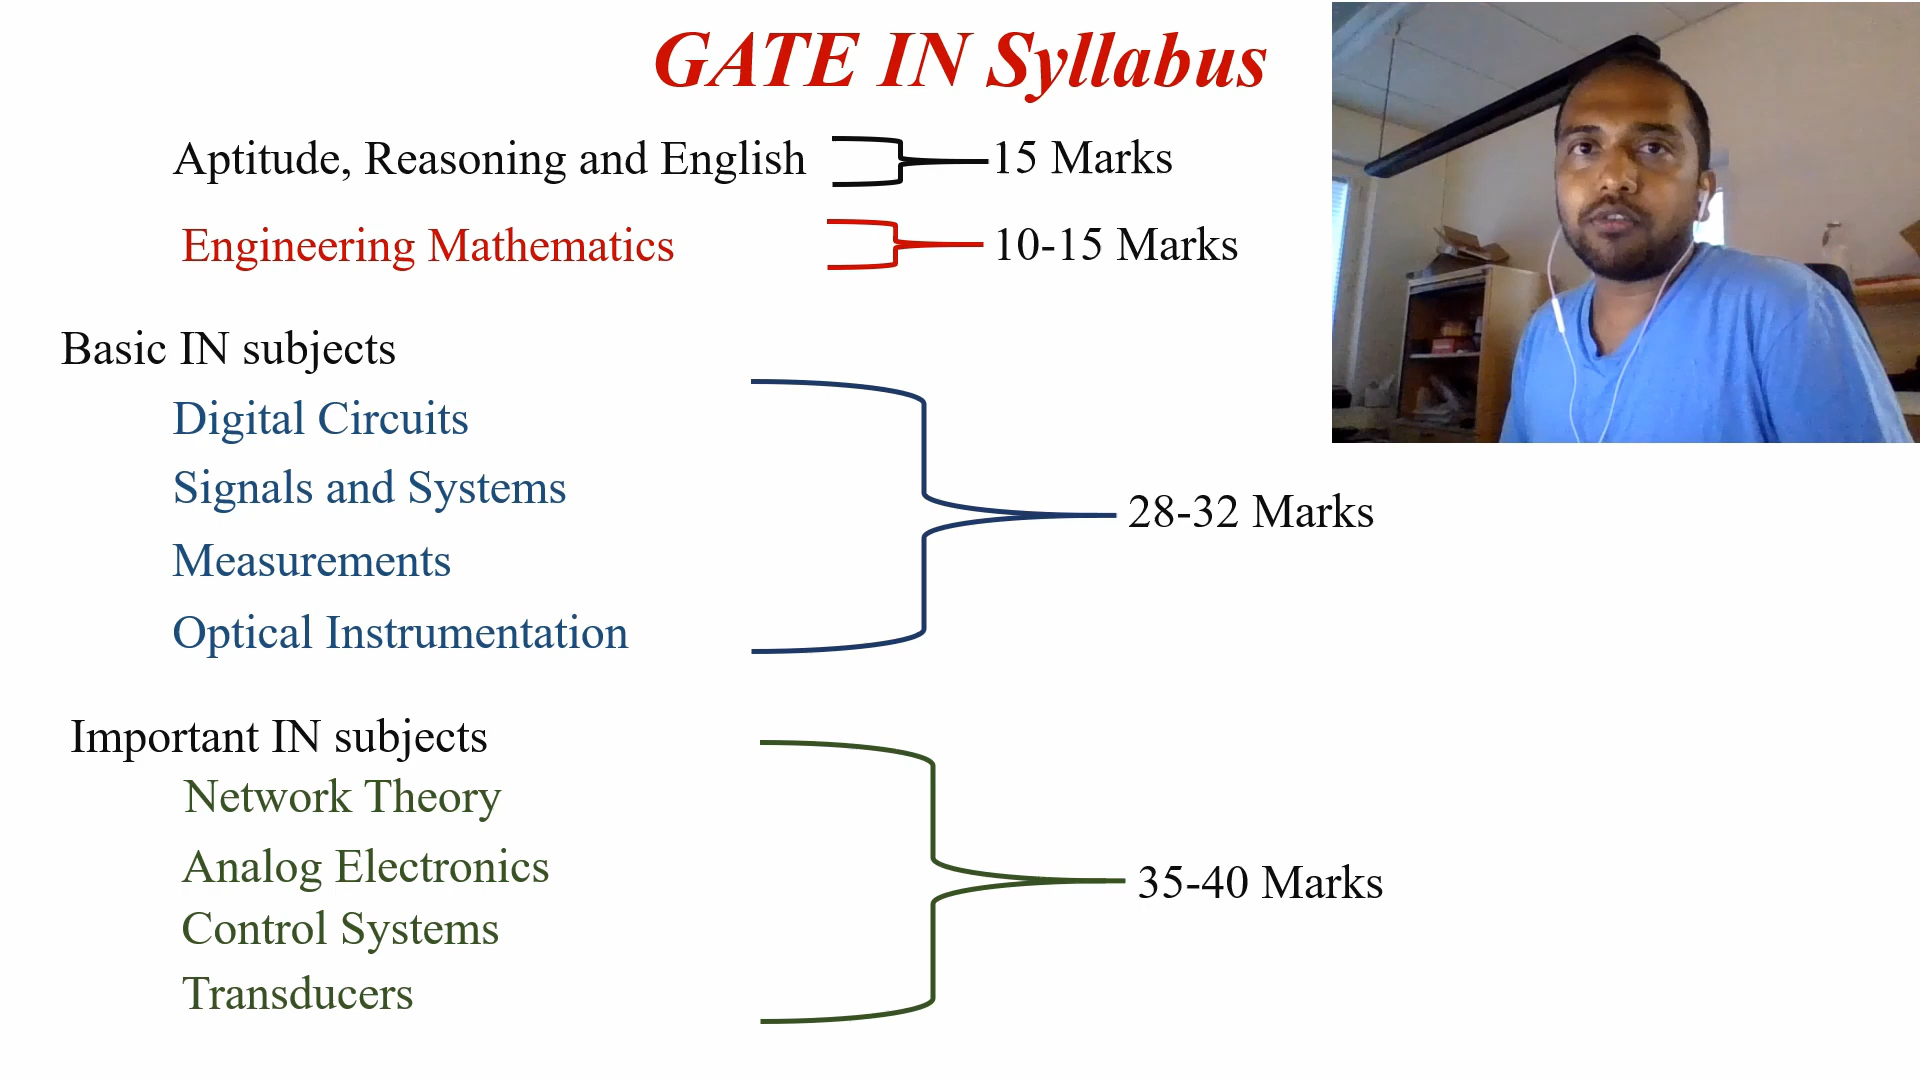 GATE IN Syllabus
Aptitude, Reasoning and English 15 Marks
Engineering Mathematics 10-15 Marks
Basic IN subjects
Digital Circuits
Signals and Systems
28-32 Marks
Measurements
Optical Instrumentation
Important IN subjects
Network Theory
Analog Electronics
35-40 Marks
Control Systems
Transducers